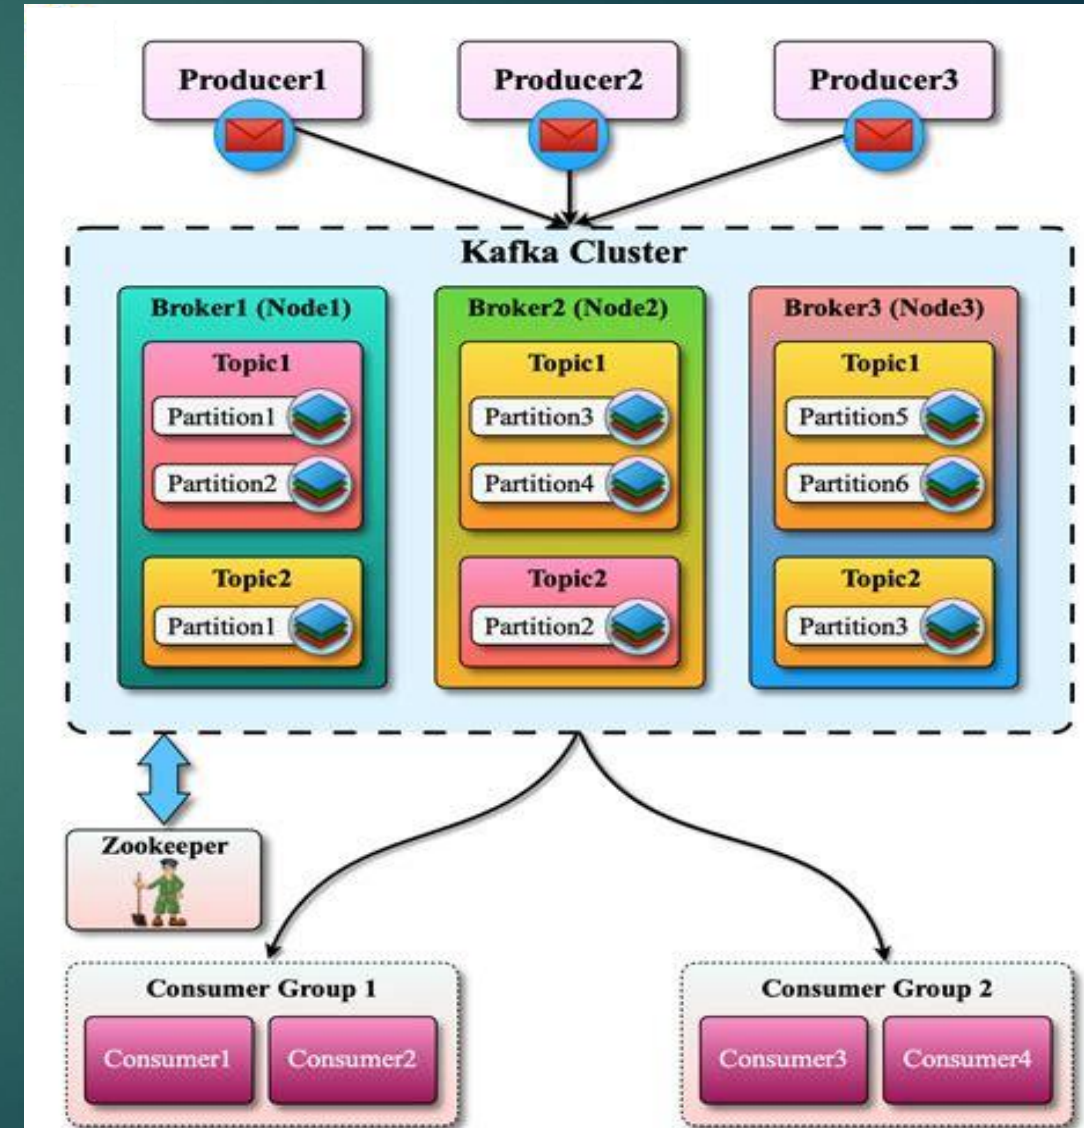 Producer1
Producer2
Producer3
Kafka Cluster
Broker1 (Node1)
Topic1
Partition1
Partition2
Topic2
Partition1
Broker2 (Node2)
Topic1
Partition3
Partition4
Topic2
Partition2
Broker3 (Node3)
Topic1
Partition5
Partition6
Topic2
Partition3
Zookeeper
Consumer Group 1
Consumer1
Consumer2
Consumer Group 2
Consumer3
Consumer4